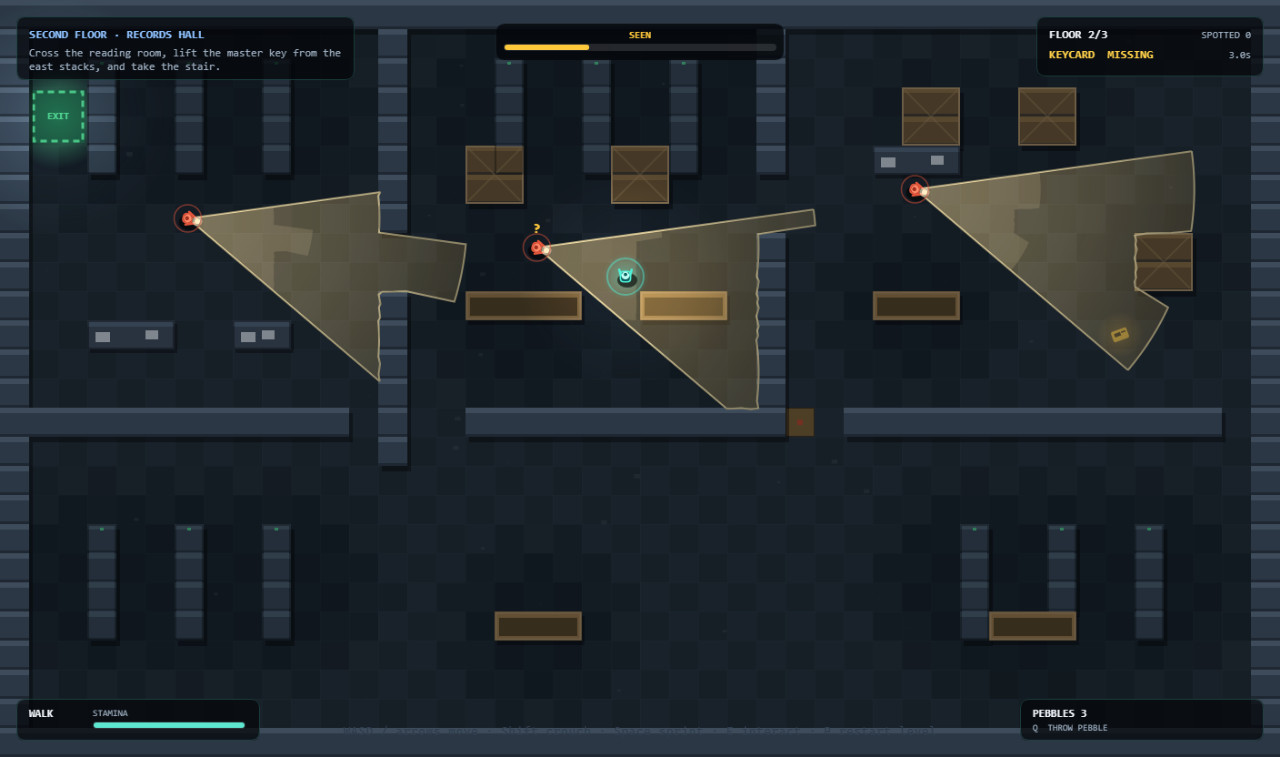 SECOND FLOOR · RECORDS HALL
Cross the reading room, lift the master key from the
east stacks, and take the stair.
SEEN
FLOOR 2/3
SPOTTED 0
KEYCARD MISSING
3.0s
EXIT
?
WALK
STAMINA
PEBBLES 3
Q THROW PEBBLE